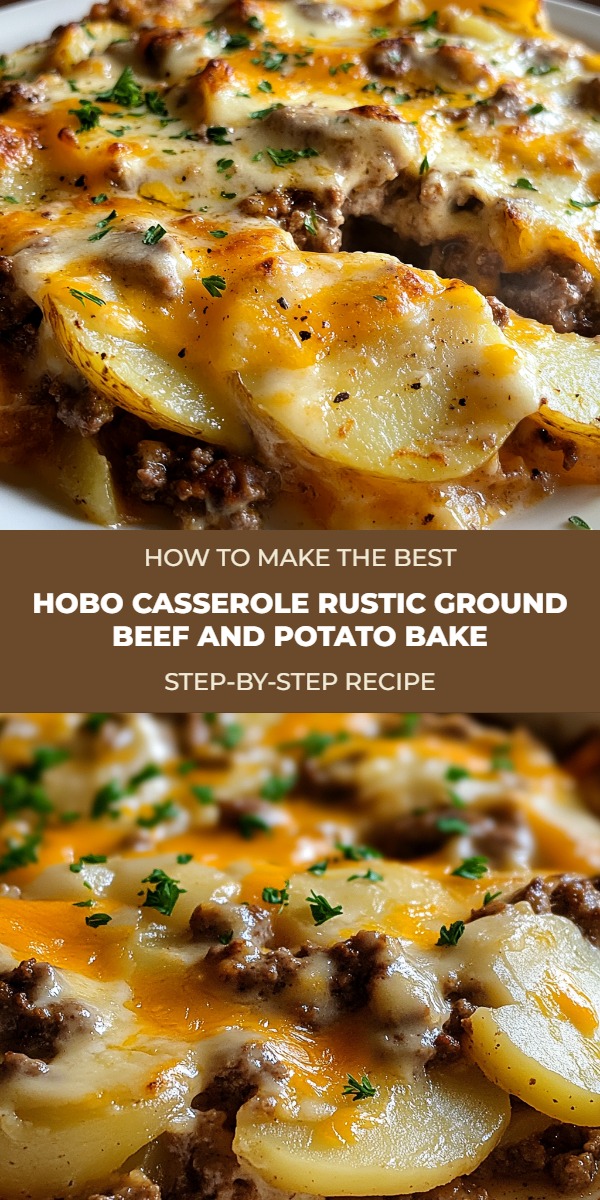 HOW TO MAKE THE BEST
HOBO CASSEROLE RUSTIC GROUND
BEEF AND POTATO BAKE
STEP-BY-STEP RECIPE